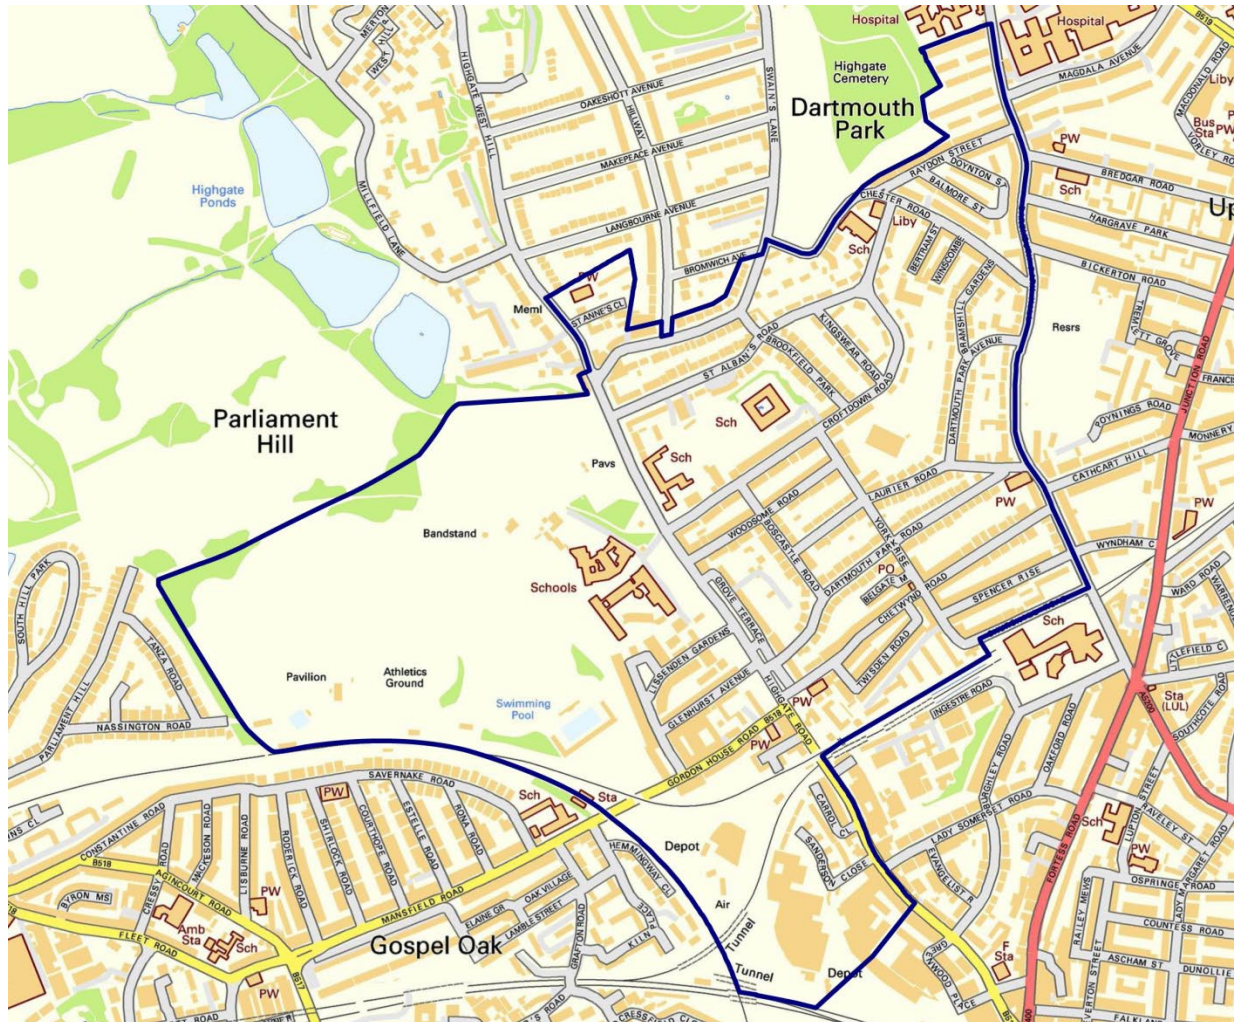 Hospital
Hospital
B519
MERTON
WEST HILL
HIGHGATE WEST HILL
SWAIN'S LANE
Highgate
Cemetery
MAGDALA AVENUE
MACDONALD ROAD
Liby
OAKESHOTT AVENUE
HILLWAY
Dartmouth
Park
Bus
Sta
PW
VORLEY RO
MAKEPEACE AVENUE
RAYDON STREET
DOYNTON ST
BALMORE ST
PW
BREDGAR ROAD
Sch
Highgate
Ponds
MILLFIELD LANE
LANGBOURNE AVENUE
CHESTER ROAD
Liby
Sch
HARGRAVE PARK
Up
BERTRAM ST
WINSCOMBE
BROMWICH AVE
BICKERTON ROAD
PW
ST ANNE'S CL
Meml
DARTMOUTH PARK AVENUE
BRAMSHILL GARDENS
Resrs
TREMLETT GROVE
JUNCTION ROAD
ST ALBAN'S ROAD
BROOKFIELD PARK
KINGSWEAR ROAD
CROFTDOWN ROAD
FRANCIS
POYNINGS ROAD
MONNERY
Parliament
Hill
Sch
Sch
Pavs
CATHCART HILL
LAURIER ROAD
PW
PW
WOODSOME ROAD
BOSCASTLE ROAD
YORK RISE
DARTMOUTH PARK ROAD
Bandstand
WYNDHAM C
PO
BELGATE M
CHETWYND ROAD
SPENCER RISE
WARD ROAD
WARREN
Schools
GROVE TERRACE
SOUTH HILL PARK
TANZA ROAD
LISSENDEN GARDENS
Sch
TWISDEN ROAD
LITTLEFIELD C
Pavilion
Athletics
Ground
GLENHURST AVENUE
HIGHGATE ROAD
PW
INGESTRE ROAD
Sta
(LUL)
A5200
SOUTHCOTE ROAD
PARLIAMENT HILL
NASSINGTON ROAD
Swimming
Pool
GORDON HOUSE ROAD B518
PW
BURGHLEY ROAD
OAKFORD ROAD
SAVERNAKE ROAD
PW
Sch
Sta
CARROL CL
LADY SOMERSET ROAD
FORTESS ROAD
Sch
LUPTON STREET
RAVELEY ST
CONSTANTINE ROAD
B518
MACKESON ROAD
LISBURNE ROAD
RODERICK ROAD
SHIRLOCK ROAD
COURTHOPE ROAD
ESTELLE ROAD
RONA ROAD
HEMMINGWAY CL
Depot
SANDERSON
CLOSE
EVANGELIST R
PW
AGINCOURT ROAD
CRESSY
BYRON MS
PW
MANSFIELD ROAD
OAK VILLAGE
ELAINE GR
LAMBLE STREET
Air
OSPRINGE ROAD
LADY MARGARET ROAD
RAILEY MEWS
COUNTESS ROAD
FLEET ROAD
Amb
Sta
Sch
Gospel Oak
GRAFTON ROAD
KILN
PLACE
Tunnel
Tunnel
Depot
GREENWOOD PLACE
F
Sta
ASCHAM ST
DUNOLLIE
PW
B517
FALKLAN